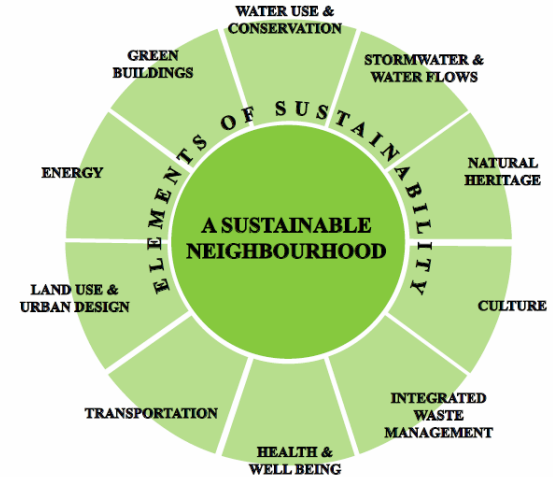 WATER USE &
CONSERVATION
STORMWATER &
WATER FLOWS
NATURAL
HERITAGE
CULTURE
INTEGRATED
WASTE
MANAGEMENT
HEALTH &
WELL BEING
TRANSPORTATION
LAND USE &
URBAN DESIGN
ENERGY
GREEN
BUILDINGS
ELEMENTS OF SUSTAINABILITY
A SUSTAINABLE
NEIGHBOURHOOD